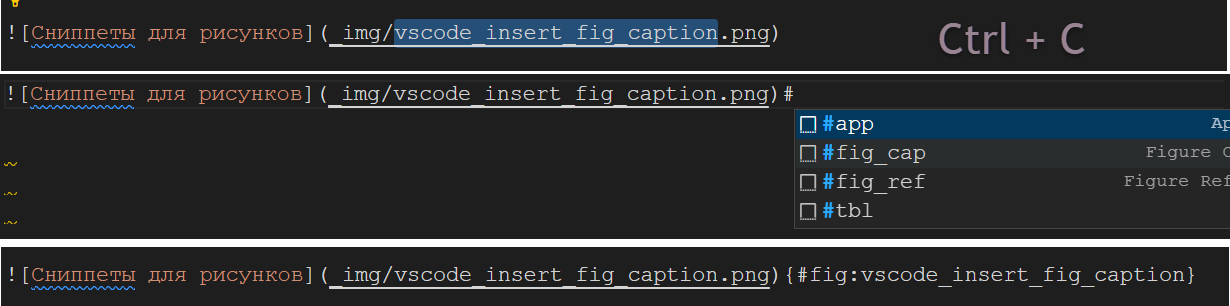 ![Сниппеты для рисунков](_img/vscode_insert_fig_caption.png)
Ctrl + C
![Сниппеты для рисунков](_img/vscode_insert_fig_caption.png)#
#app Ap
#fig_cap Figure C
#fig_ref Figure Ref
#tbl
![Сниппеты для рисунков](_img/vscode_insert_fig_caption.png){#fig:vscode_insert_fig_caption}